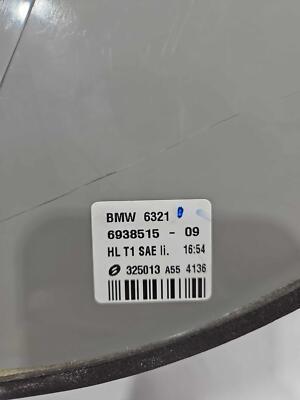 BMW 6321
6938515 - 09
HL T1 SAE li. 16:54
325013 A55 4136